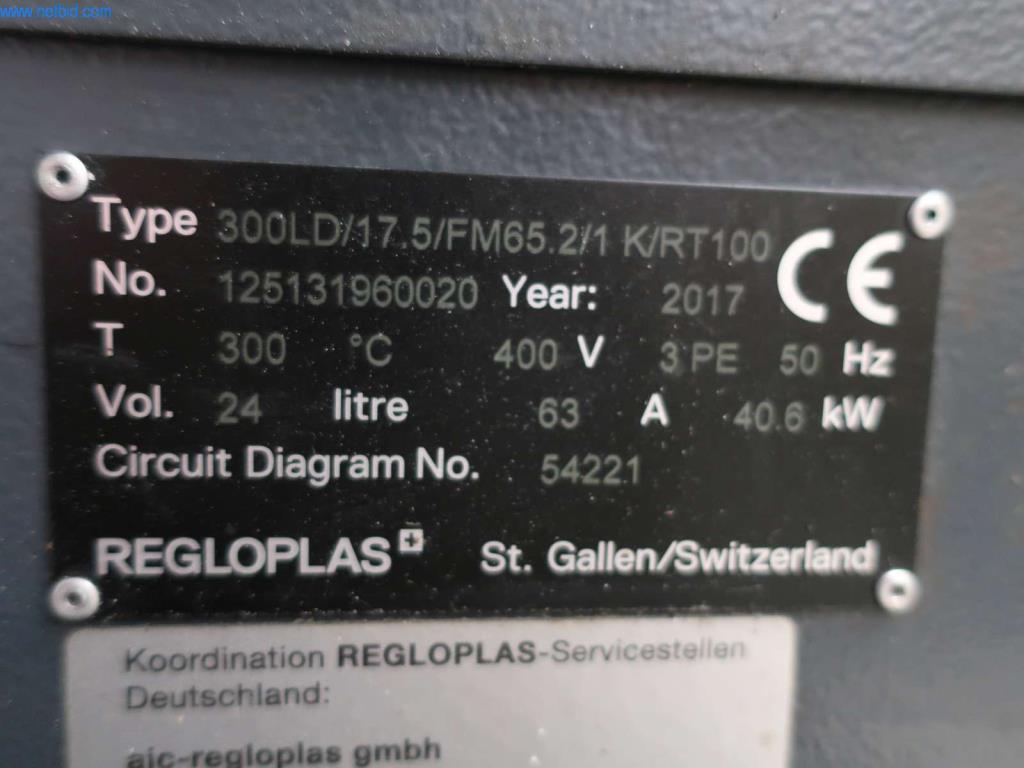 www.netbid.com
Type 300LD/17.5/FM65.2/1 K/RT100 CE
No. 125131960020 Year: 2017
T 300 °C 400 V 3 PE 50 Hz
Vol. 24 litre 63 A 40.6 kW
Circuit Diagram No. 54221
REGLOPLAS St. Gallen/Switzerland
Koordination REGLOPLAS-Servicestellen
Deutschland:
aic-regloplas gmbh